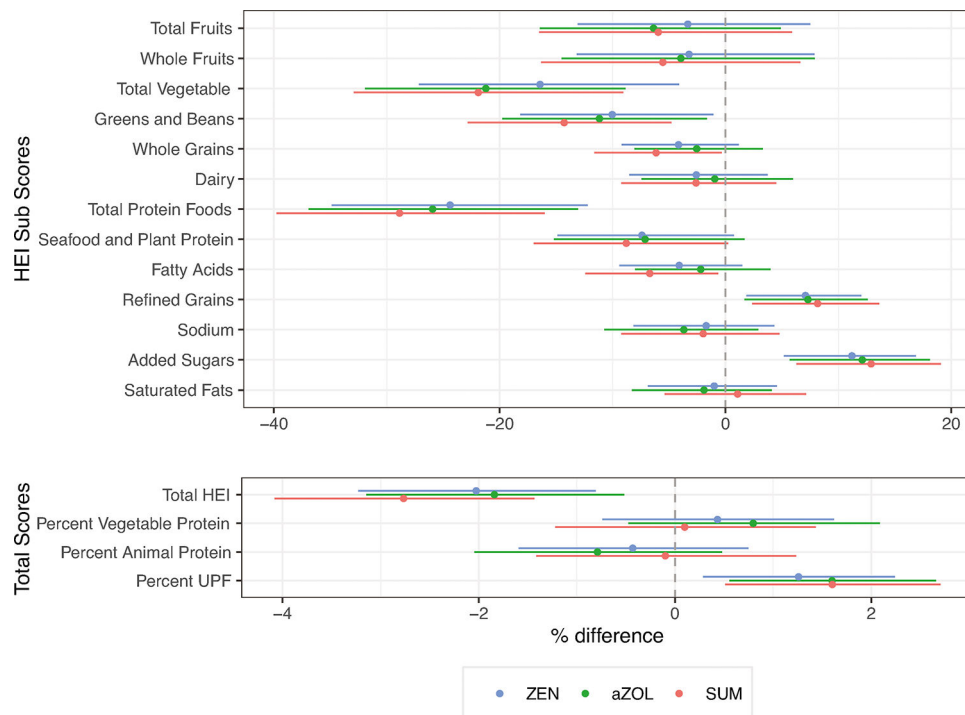 HEI Sub Scores
Total Fruits
Whole Fruits
Total Vegetable
Greens and Beans
Whole Grains
Dairy
Total Protein Foods
Seafood and Plant Protein
Fatty Acids
Refined Grains
Sodium
Added Sugars
Saturated Fats
−40 −20 0 20
Total Scores
Total HEI
Percent Vegetable Protein
Percent Animal Protein
Percent UPF
−4 −2 0 2
% difference
ZEN aZOL SUM